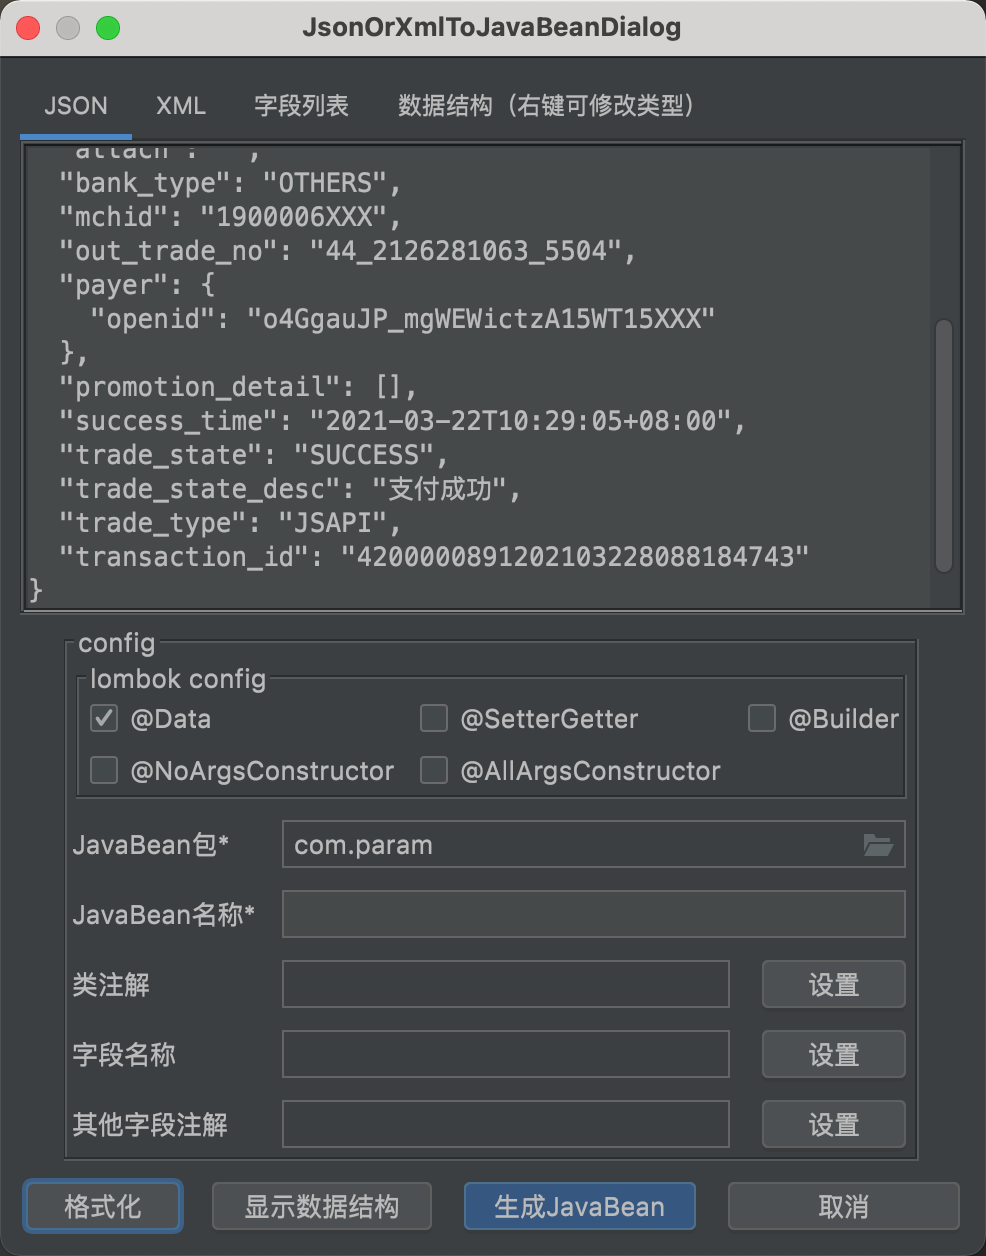 JsonOrXmlToJavaBeanDialog
JSON XML 字段列表 数据结构（右键可修改类型）
"attach": "",
"bank_type": "OTHERS",
"mchid": "1900006XXX",
"out_trade_no": "44_2126281063_5504",
"payer": {
"openid": "o4GgauJP_mgWEWictzA15WT15XXX"
},
"promotion_detail": [],
"success_time": "2021-03-22T10:29:05+08:00",
"trade_state": "SUCCESS",
"trade_state_desc": "支付成功",
"trade_type": "JSAPI",
"transaction_id": "4200000891202103228088184743"
}
config
lombok config
@Data @SetterGetter @Builder
@NoArgsConstructor @AllArgsConstructor
JavaBean包* com.param
JavaBean名称*
类注解 设置
字段名称 设置
其他字段注解 设置
格式化 显示数据结构 生成JavaBean 取消